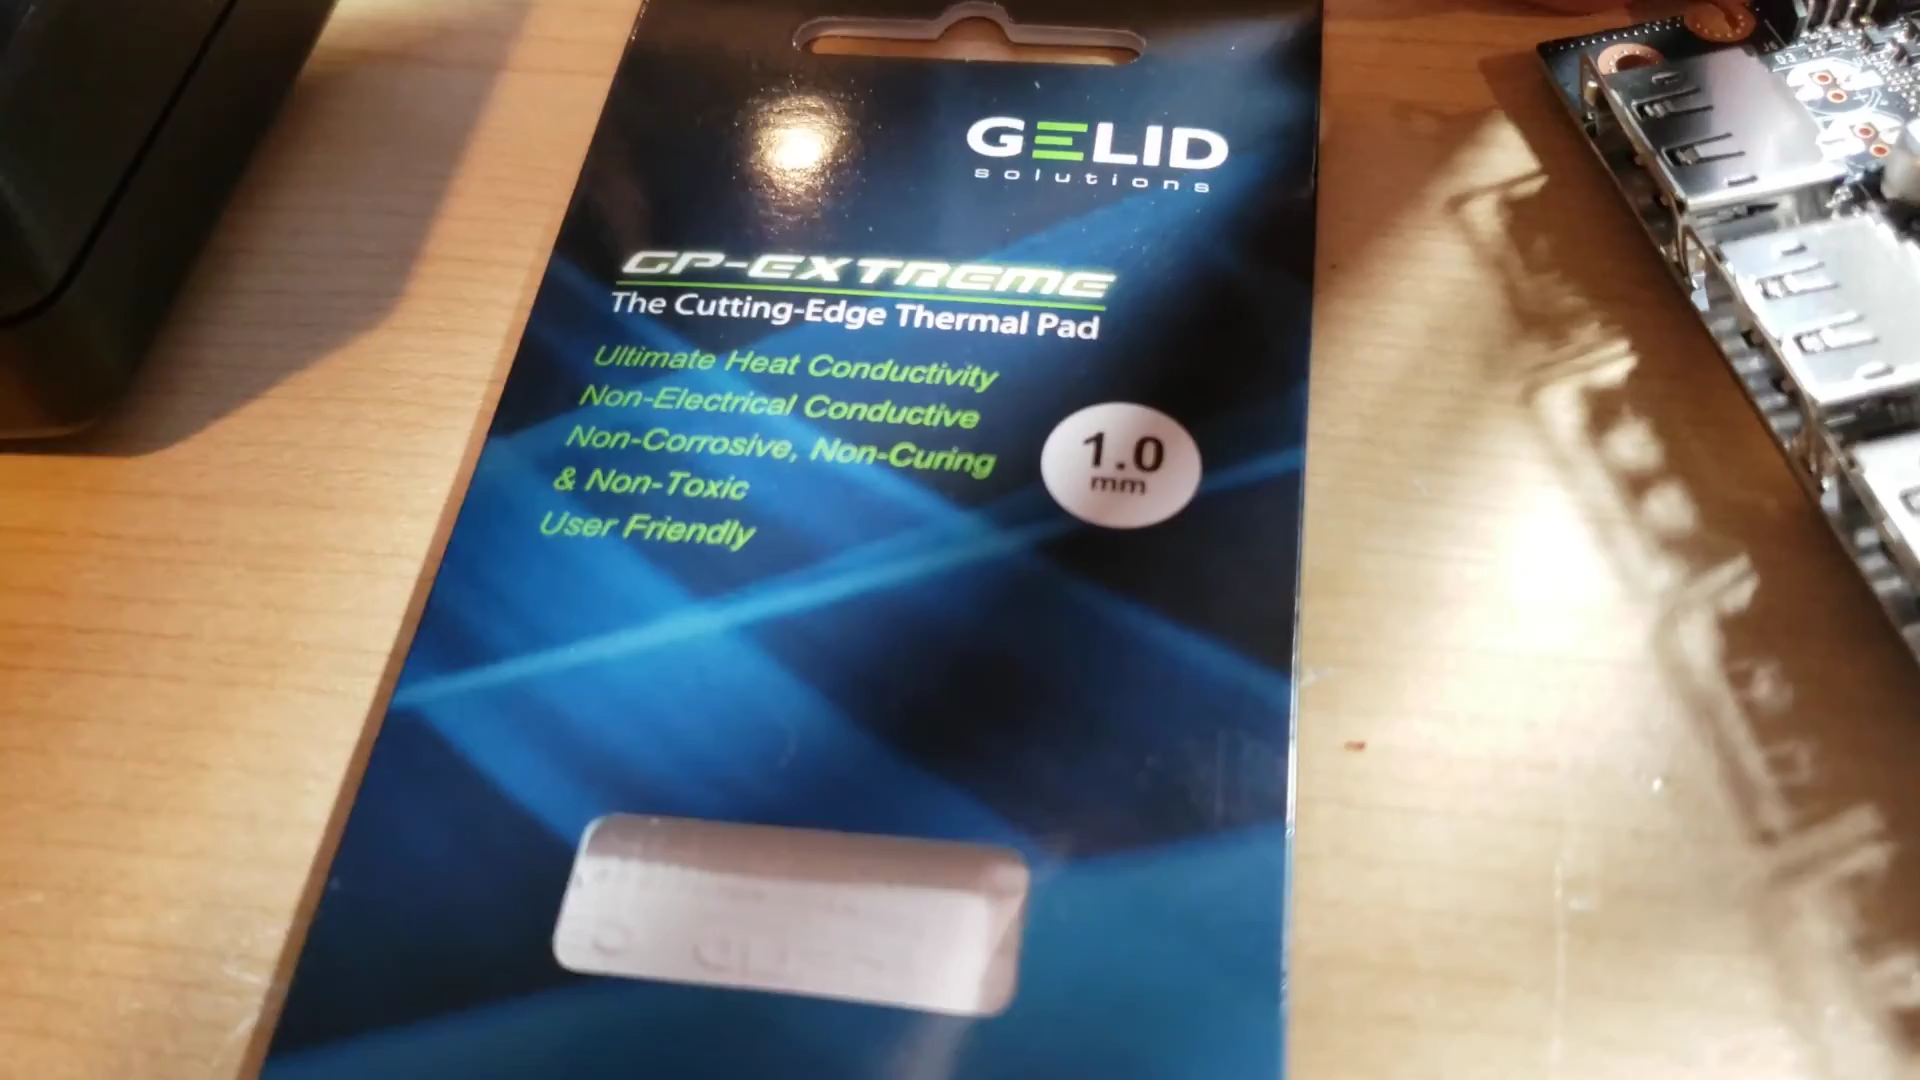 GELID
solutions
GP-EXTREME
The Cutting-Edge Thermal Pad
Ultimate Heat Conductivity
Non-Electrical Conductive
Non-Corrosive, Non-Curing
& Non-Toxic
User Friendly
1.0
mm